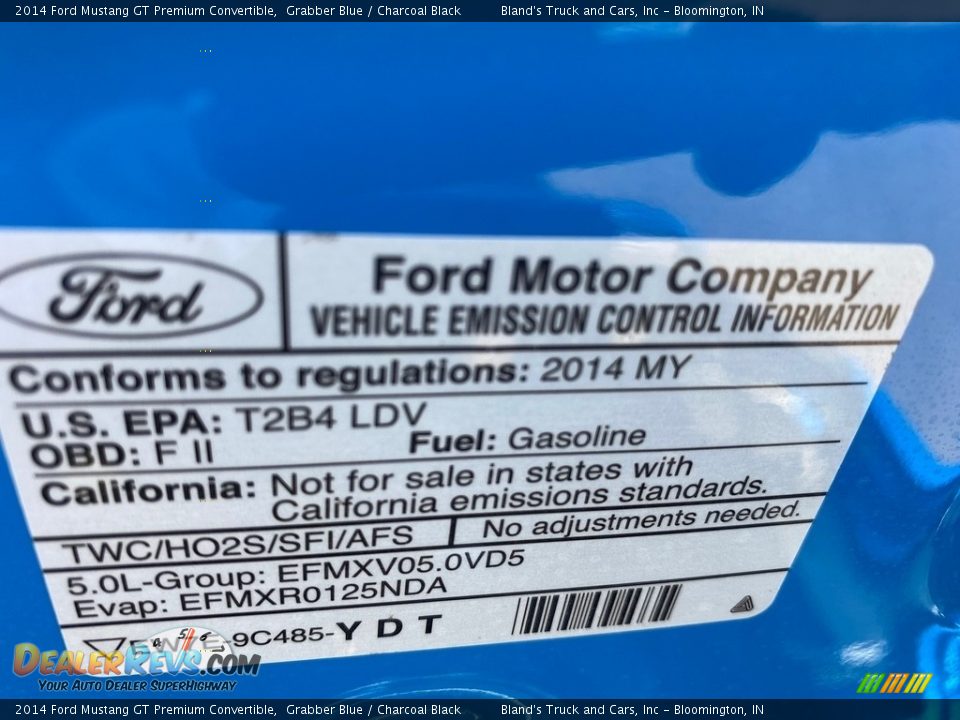 2014 Ford Mustang GT Premium Convertible,  Grabber Blue / Charcoal Black  Bland's Truck and Cars, Inc - Bloomington, IN
Ford
Ford Motor Company
VEHICLE EMISSION CONTROL INFORMATION
Conforms to regulations: 2014 MY
U.S. EPA: T2B4 LDV
OBD: F II  Fuel: Gasoline
California: Not for sale in states with
California emissions standards.
TWC/HO2S/SFI/AFS  No adjustments needed.
5.0L-Group: EFMXV05.0VD5
Evap: EFMXR0125NDA
-9C485-YDT
DEALERREVS.COM
YOUR AUTO DEALER SUPERHIGHWAY
2014 Ford Mustang GT Premium Convertible,  Grabber Blue / Charcoal Black  Bland's Truck and Cars, Inc - Bloomington, IN